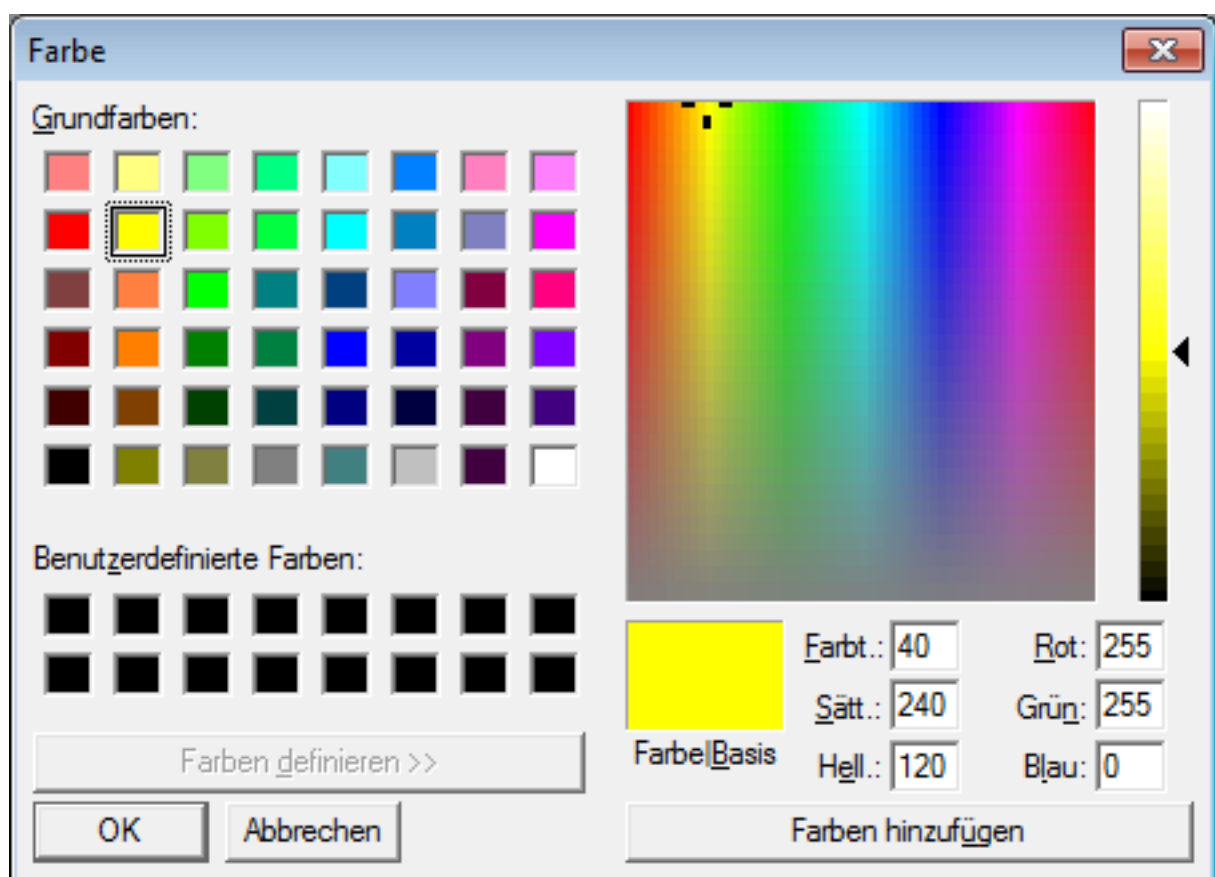 Farbe
Grundfarben:
Benutzerdefinierte Farben:
Farben definieren >>
OK Abbrechen
Farbt.: 40 Rot: 255
Sätt.: 240 Grün: 255
Farbe|Basis Hell.: 120 Blau: 0
Farben hinzufügen